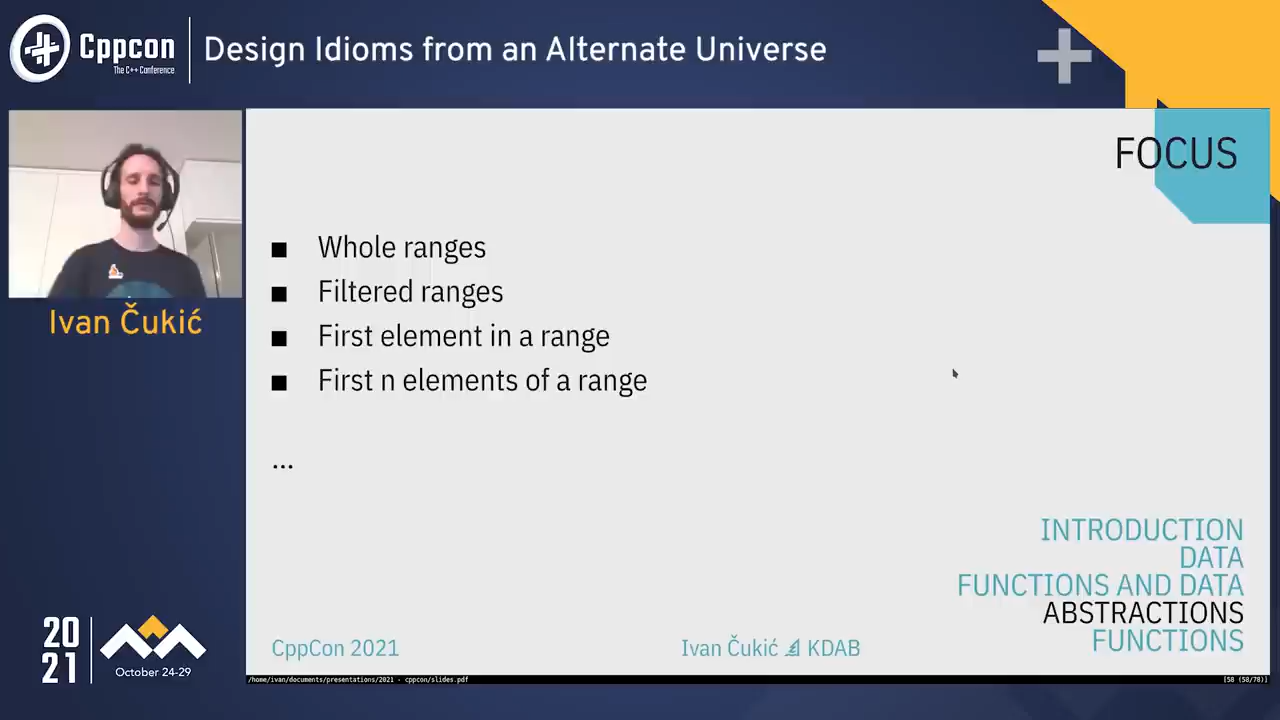 Cppcon
The C++ Conference
Design Idioms from an Alternate Universe
Ivan Čukić
FOCUS
■ Whole ranges
■ Filtered ranges
■ First element in a range
■ First n elements of a range
...
INTRODUCTION
DATA
FUNCTIONS AND DATA
ABSTRACTIONS
FUNCTIONS
CppCon 2021
Ivan Čukić KDAB
20
21
October 24-29
/home/ivan/documents/presentations/2021 - cppcon/slides.pdf
[58 (58/78)]